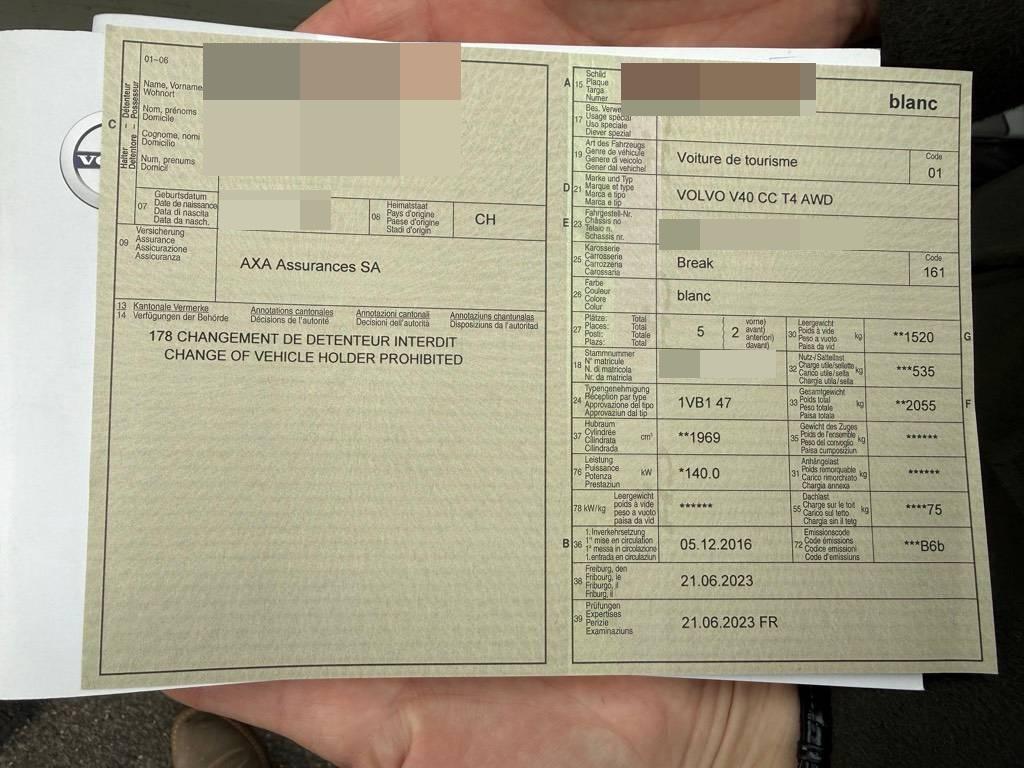 01-06
C
Halter - Détenteur
Detentore - Possessur
Name, Vorname
Wohnort
Nom, prénoms
Domicile
Cognome, nomi
Domicilio
Num, prenums
Domicil
07
Geburtsdatum
Date de naissance
Data di nascita
Data da nasch.
08
Heimatstaat
Pays d'origine
Paese d'origine
Stadi d'origin
CH
09
Versicherung
Assurance
Assicurazione
Assicuranza
AXA Assurances SA
13 Kantonale Vermerke
14 Verfügungen der Behörde
Annotations cantonales
Décisions de l'autorité
Annotazioni cantonali
Decisioni dell'autorità
Annotaziuns chantunalas
Disposiziuns da l'autoritad
178 CHANGEMENT DE DETENTEUR INTERDIT
CHANGE OF VEHICLE HOLDER PROHIBITED
A 15
Schild
Plaque
Targa
Numer
blanc
17
Bes. Verwe
Usage spécial
Uso speciale
Diever spezial
19
Art des Fahrzeugs
Genre de véhicule
Genere di veicolo
Gener dal vehichel
Voiture de tourisme
Code
01
D 21
Marke und Typ
Marque et type
Marca e tipo
Marca e tip
VOLVO V40 CC T4 AWD
E 23
Fahrgestell-Nr.
Châssis no
Telaio n.
Schassis nr.
25
Karosserie
Carrosserie
Carrozzeria
Carossaria
Break
Code
161
26
Farbe
Couleur
Colore
Colur
blanc
27
Plätze: Total
Places: Total
Posti: Totale
Plazs: Total
5
2
vorne)
avant)
anteriori)
davant)
30
Leergewicht
Poids à vide
Peso a vuoto
Paisa da vid
kg
**1520
G
18
Stammnummer
N° matricule
N. di matricola
Nr. da matricla
32
Nutz-/Sattellast
Charge utile/sellette
Carico utile/sella
Chargia utila/sella
kg
***535
24
Typengenehmigung
Réception par type
Approvazione del tipo
Approvaziun dal tip
1VB1 47
33
Gesamtgewicht
Poids total
Peso totale
Paisa totala
kg
**2055
F
37
Hubraum
Cylindrée
Cilindrata
Cilindrada
cm³
**1969
35
Gewicht des Zuges
Poids de l'ensemble
Peso del convoglio
Paisa cumposiziun
kg
******
76
Leistung
Puissance
Potenza
Prestaziun
kW
*140.0
31
Anhängelast
Poids remorquable
Carico rimorchiato
Chargia annexa
kg
******
78 kW/kg
Leergewicht
poids à vide
peso a vuoto
paisa da vid
******
55
Dachlast
Charge sur le toit
Carico sul tetto
Chargia sin il tetg
kg
****75
B 36
1. Inverkehrsetzung
1re mise en circulation
1a messa in circolazione
1. entrada en circulaziun
05.12.2016
72
Emissionscode
Code émissions
Codice emissioni
Code d'emissiuns
***B6b
38
Freiburg, den
Fribourg, le
Friburgo, il
Friburg, il
21.06.2023
39
Prüfungen
Expertises
Perizie
Examinaziuns
21.06.2023 FR